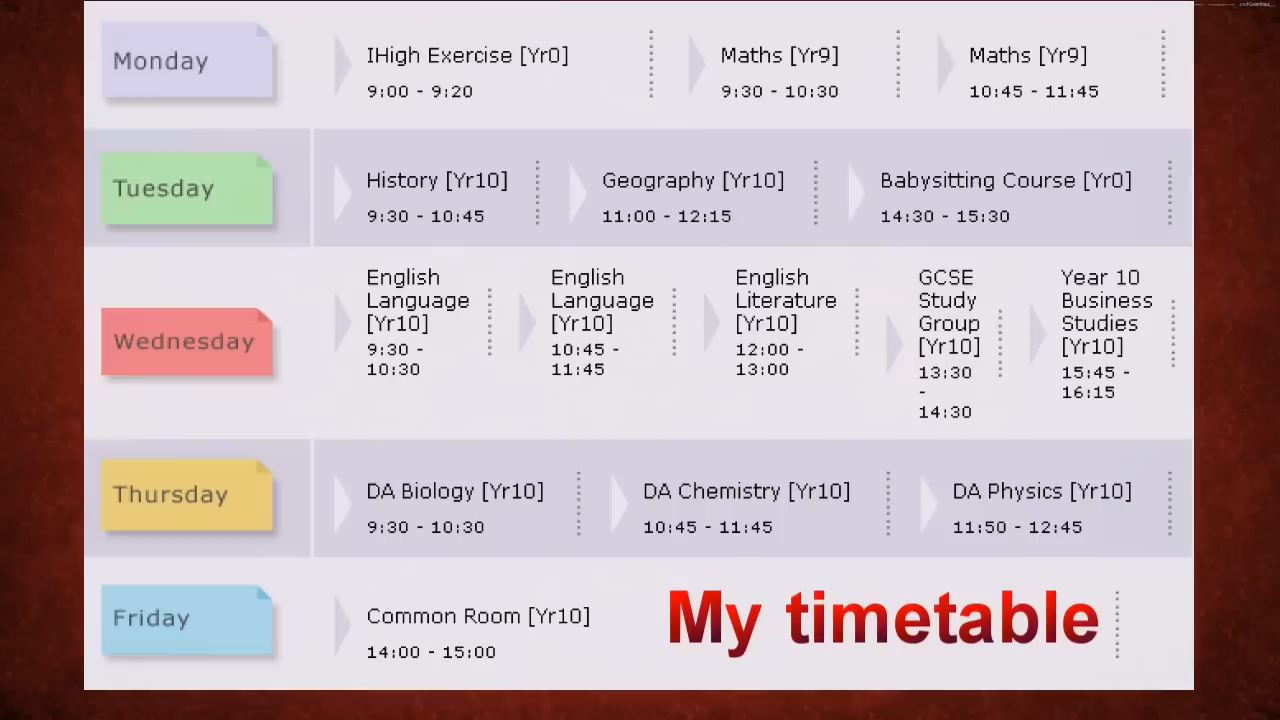 Monday
IHigh Exercise [Yr0]
9:00 - 9:20
Maths [Yr9]
9:30 - 10:30
Maths [Yr9]
10:45 - 11:45
Tuesday
History [Yr10]
9:30 - 10:45
Geography [Yr10]
11:00 - 12:15
Babysitting Course [Yr0]
14:30 - 15:30
Wednesday
English
Language
[Yr10]
9:30 -
10:30
English
Language
[Yr10]
10:45 -
11:45
English
Literature
[Yr10]
12:00 -
13:00
GCSE
Study
Group
[Yr10]
13:30
-
14:30
Year 10
Business
Studies
[Yr10]
15:45 -
16:15
Thursday
DA Biology [Yr10]
9:30 - 10:30
DA Chemistry [Yr10]
10:45 - 11:45
DA Physics [Yr10]
11:50 - 12:45
Friday
Common Room [Yr10]
14:00 - 15:00
My timetable